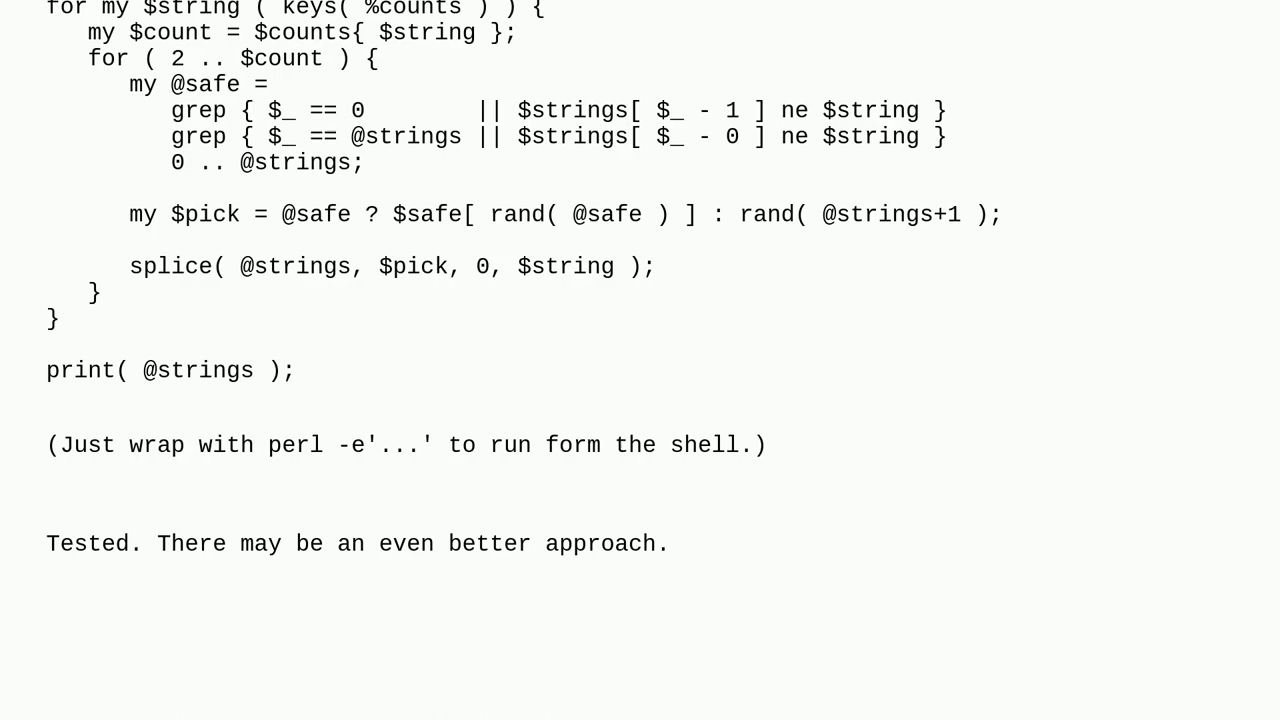 for my $string ( keys( %counts ) ) {
   my $count = $counts{ $string };
   for ( 2 .. $count ) {
      my @safe =
         grep { $_ == 0        || $strings[ $_ - 1 ] ne $string }
         grep { $_ == @strings || $strings[ $_ - 0 ] ne $string }
         0 .. @strings;
      my $pick = @safe ? $safe[ rand( @safe ) ] : rand( @strings+1 );
      splice( @strings, $pick, 0, $string );
   }
}
print( @strings );
(Just wrap with perl -e'...' to run form the shell.)
Tested. There may be an even better approach.